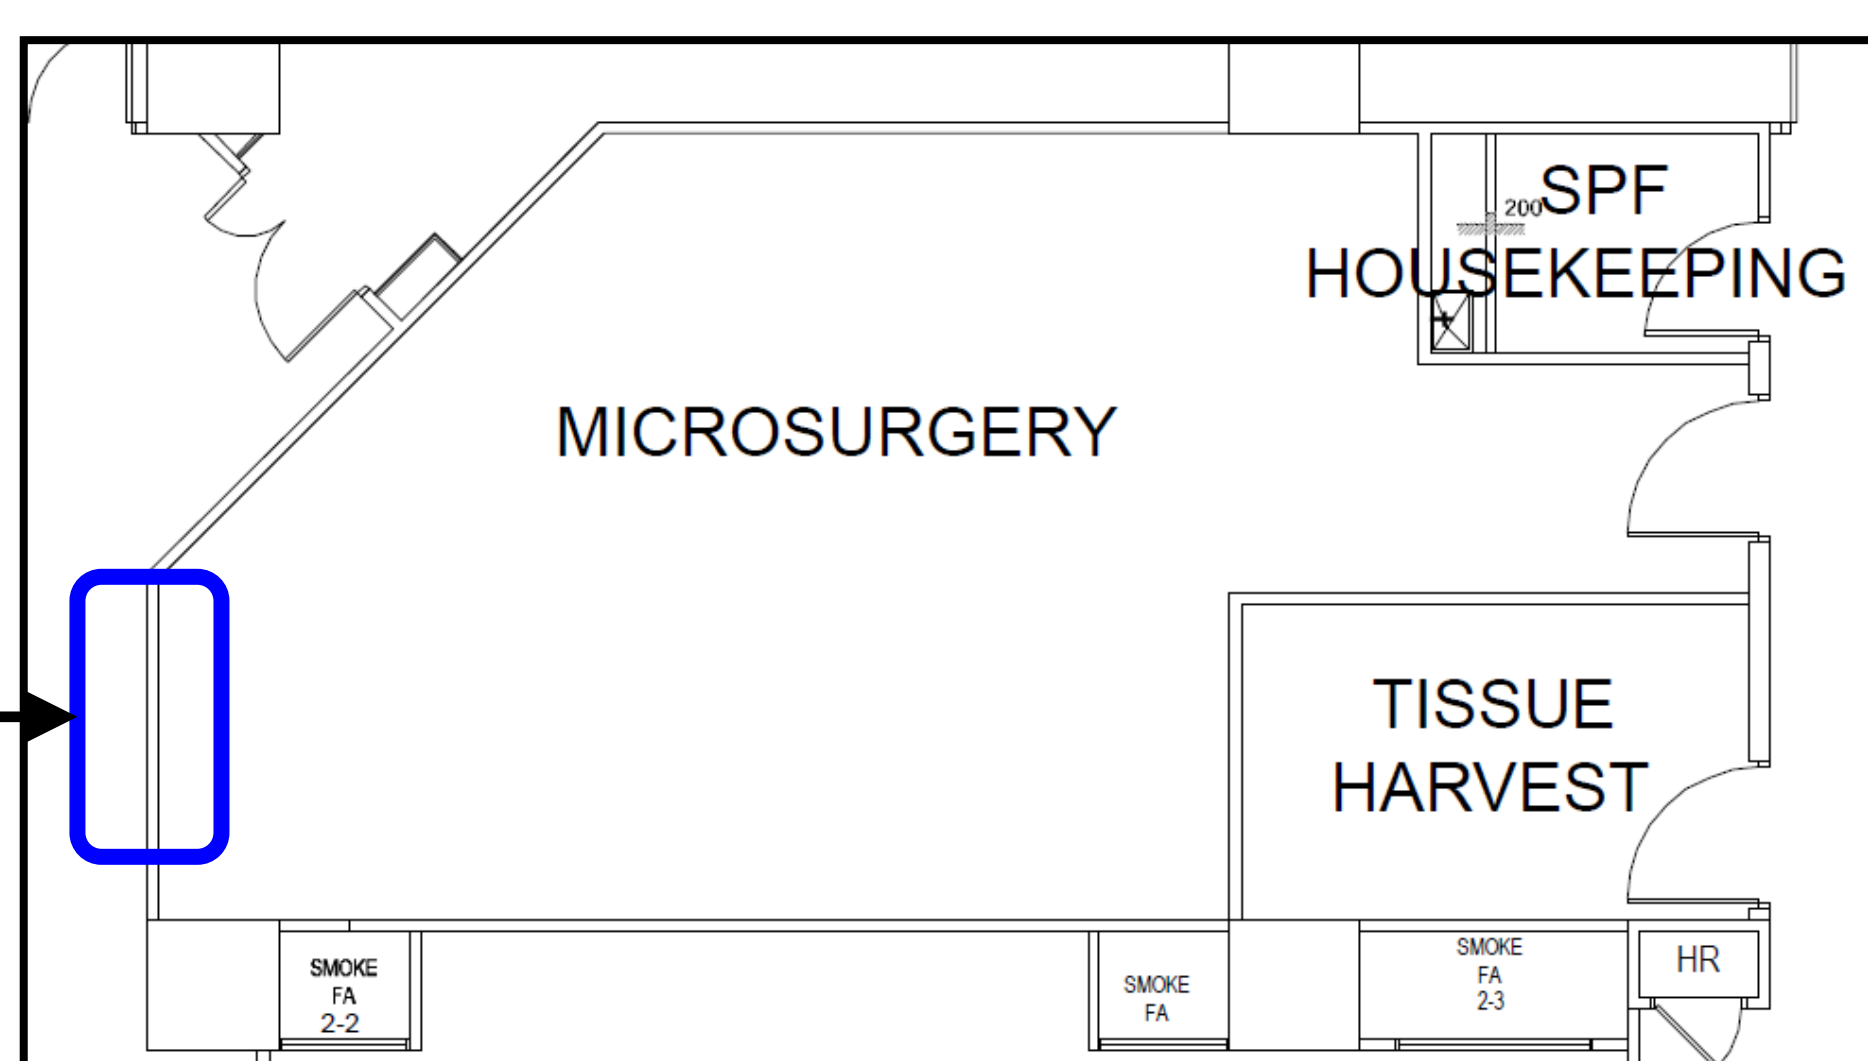 SPF
200
HOUSEKEEPING
MICROSURGERY
TISSUE
HARVEST
SMOKE
FA
2-2
SMOKE
FA
SMOKE
FA
2-3
HR